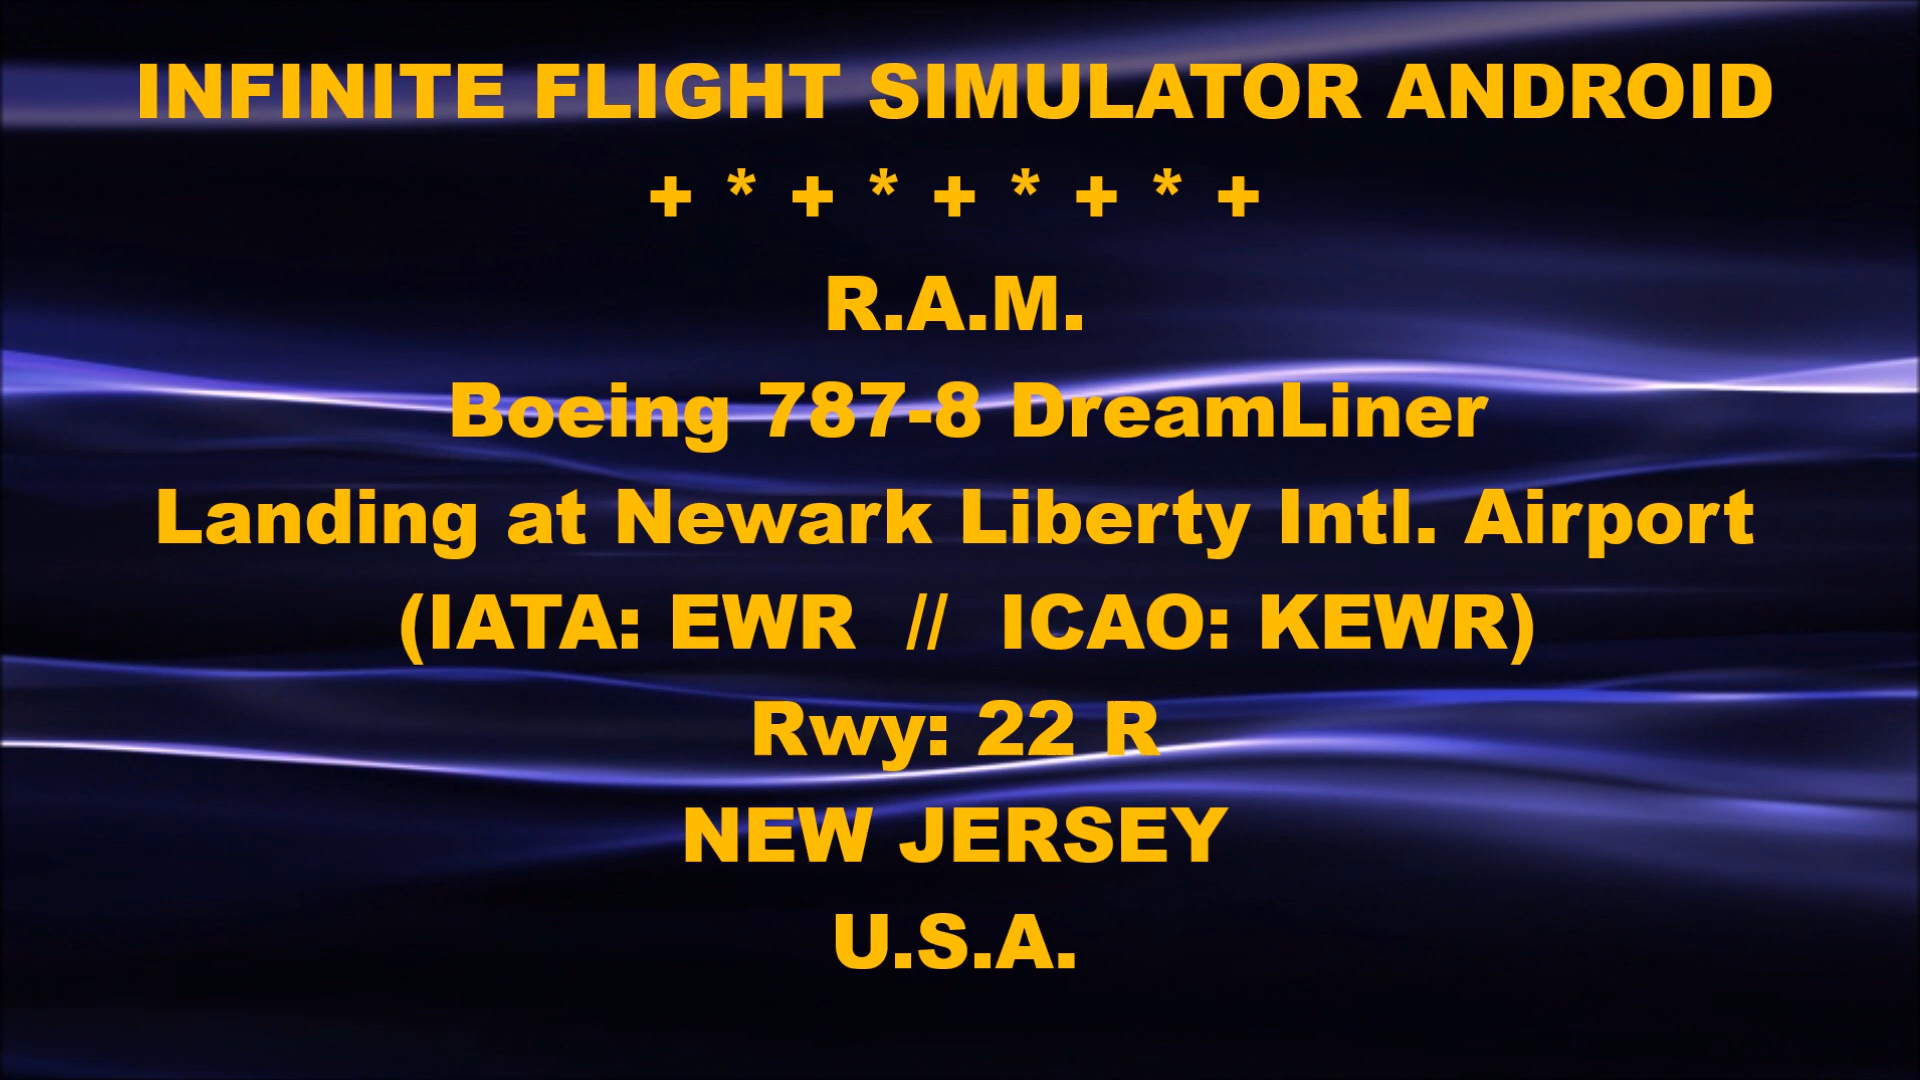 INFINITE FLIGHT SIMULATOR ANDROID
+ * + * + * + * +
R.A.M.
Boeing 787-8 DreamLiner
Landing at Newark Liberty Intl. Airport
(IATA: EWR // ICAO: KEWR)
Rwy: 22 R
NEW JERSEY
U.S.A.